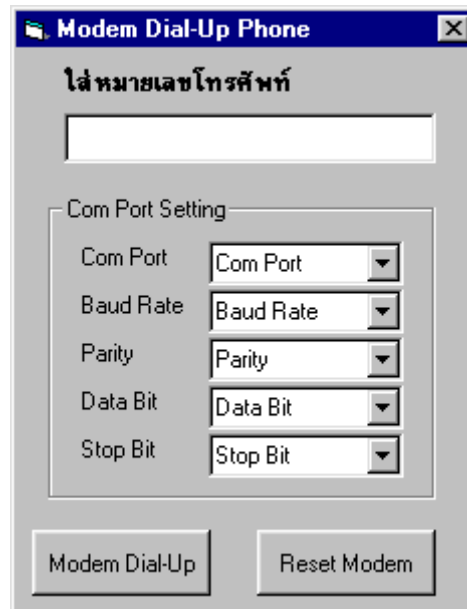 Modem Dial-Up Phone
ใส่หมายเลขโทรศัพท์
Com Port Setting
Com Port Com Port
Baud Rate Baud Rate
Parity Parity
Data Bit Data Bit
Stop Bit Stop Bit
Modem Dial-Up Reset Modem